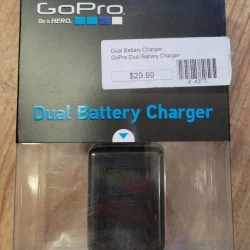 GoPro
Be a HERO.
Dual Battery Charger
GoPro Dual Battery Charger
$29.99
Dual Battery Charger